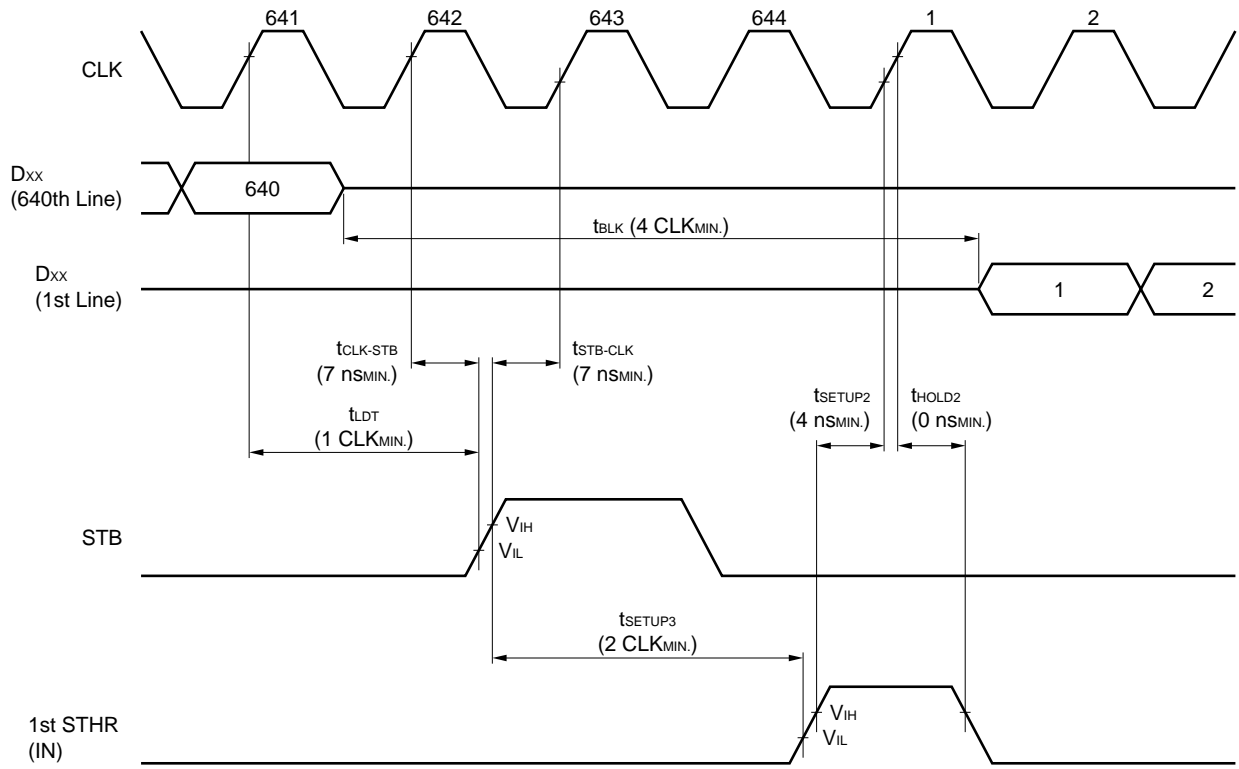 641 642 643 644 1 2
CLK
DXX
(640th Line)
640
tBLK (4 CLKMIN.)
DXX
(1st Line)
1 2
tCLK-STB
(7 nsMIN.)
tSTB-CLK
(7 nsMIN.)
tSETUP2
(4 nsMIN.)
tHOLD2
(0 nsMIN.)
tLDT
(1 CLKMIN.)
STB
VIH
VIL
tSETUP3
(2 CLKMIN.)
1st STHR
(IN)
VIH
VIL